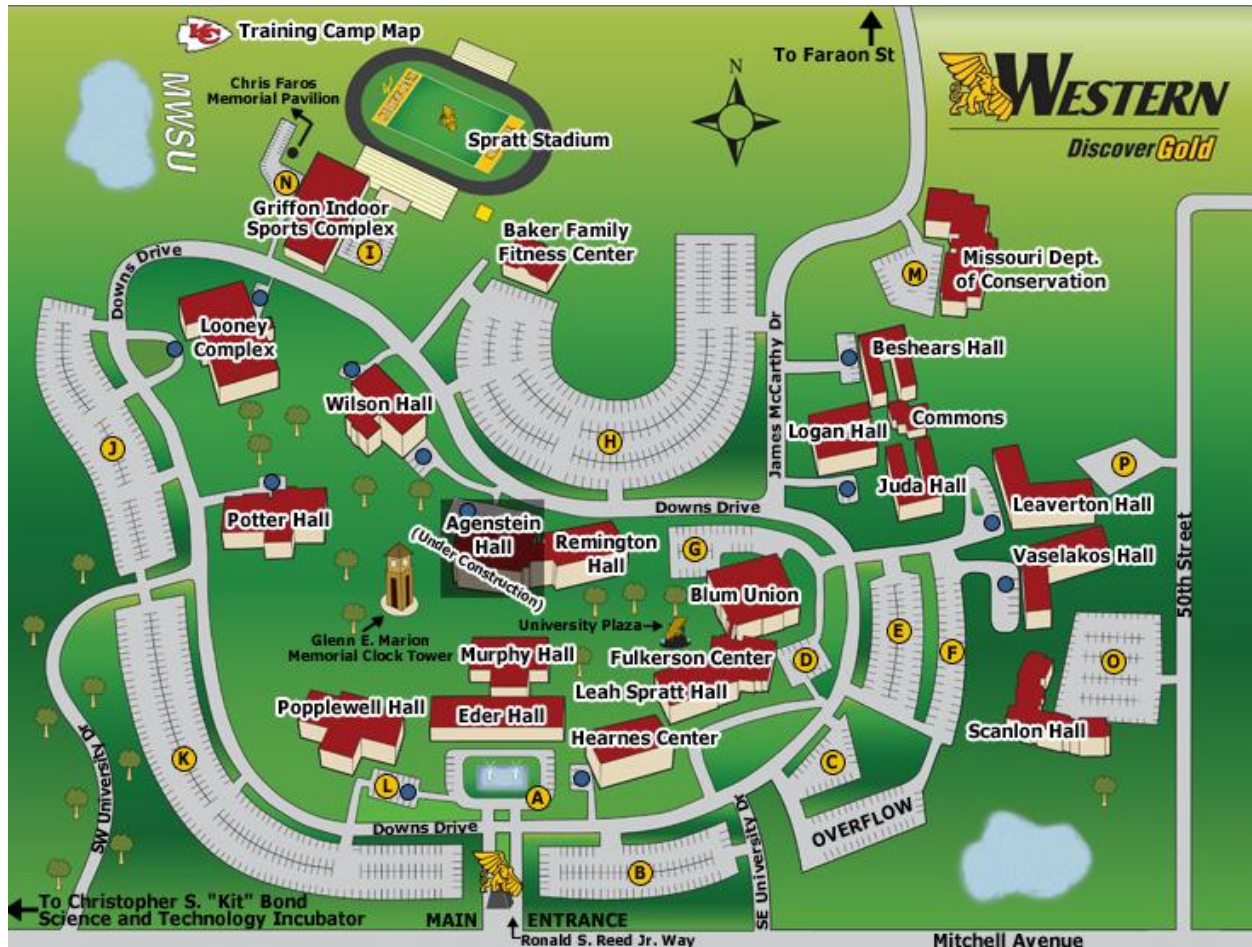 Training Camp Map
To Faraon St
N
WESTERN
Discover Gold
MWSU
Chris Faros
Memorial Pavilion
Spratt Stadium
N
Griffon Indoor
Sports Complex
I
Baker Family
Fitness Center
M
Missouri Dept.
of Conservation
Downs Drive
Looney
Complex
Wilson Hall
James McCarthy Dr
Beshears Hall
Commons
Logan Hall
Juda Hall
H
J
P
Leaverton Hall
50th Street
Potter Hall
Agenstein
Hall
(Under Construction)
Remington
Hall
Downs Drive
G
Vaselakos Hall
Blum Union
University Plaza
Glenn E. Marion
Memorial Clock Tower
Murphy Hall
Fulkerson Center
D
E
F
O
Leah Spratt Hall
Popplewell Hall
Eder Hall
Hearnes Center
Scanlon Hall
K
L
A
C
SW University Dr
Downs Drive
OVERFLOW
B
SE University Dr
To Christopher S. "Kit" Bond
Science and Technology Incubator
MAIN ENTRANCE
Ronald S. Reed Jr. Way
Mitchell Avenue